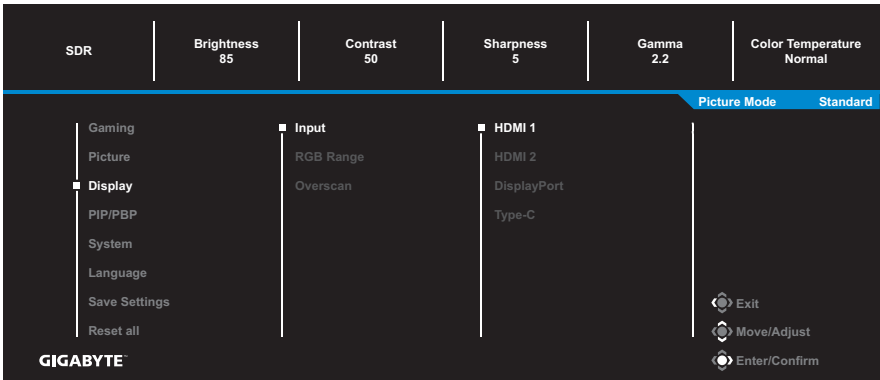 SDR
Brightness
85
Contrast
50
Sharpness
5
Gamma
2.2
Color Temperature
Normal
Picture Mode Standard
Gaming
Picture
Display
PIP/PBP
System
Language
Save Settings
Reset all
Input
RGB Range
Overscan
HDMI 1
HDMI 2
DisplayPort
Type-C
Exit
Move/Adjust
Enter/Confirm
GIGABYTE™